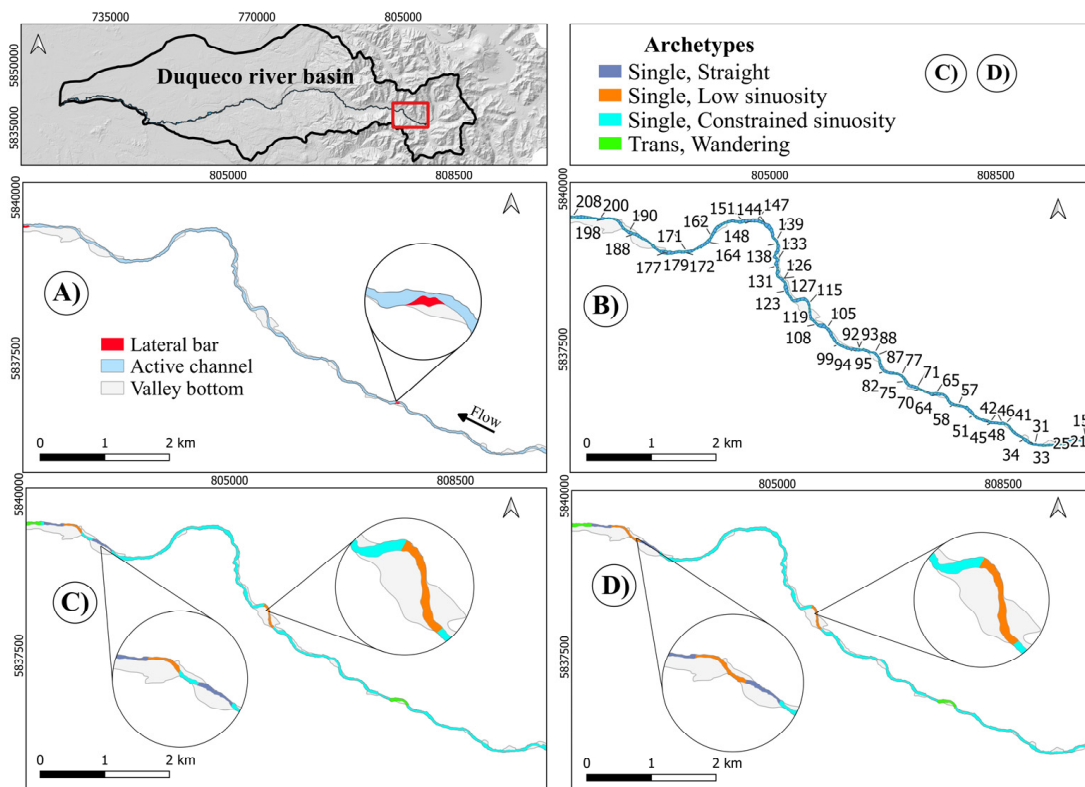 735000 770000 805000
5850000
5835000
Duqueco river basin
Archetypes
Single, Straight
Single, Low sinuosity
Single, Constrained sinuosity
Trans, Wandering
C) D)
805000 808500
5840000
5837500
A)
Lateral bar
Active channel
Valley bottom
Flow
0 1 2 km
805000 808500
5840000
5837500
B)
208 200 190 198 188
177 171 179 172 162 164
151 144 147 148
139 133 138 126 131
127 115 123 119 108 105
92 93 88 99 94 95
87 77 82 75 71 70 64
65 57 58 51
42 46 41 45 48
31 34 33 25 15 21
0 1 2 km
805000 808500
5840000
5837500
C)
0 1 2 km
805000 808500
5840000
5837500
D)
0 1 2 km